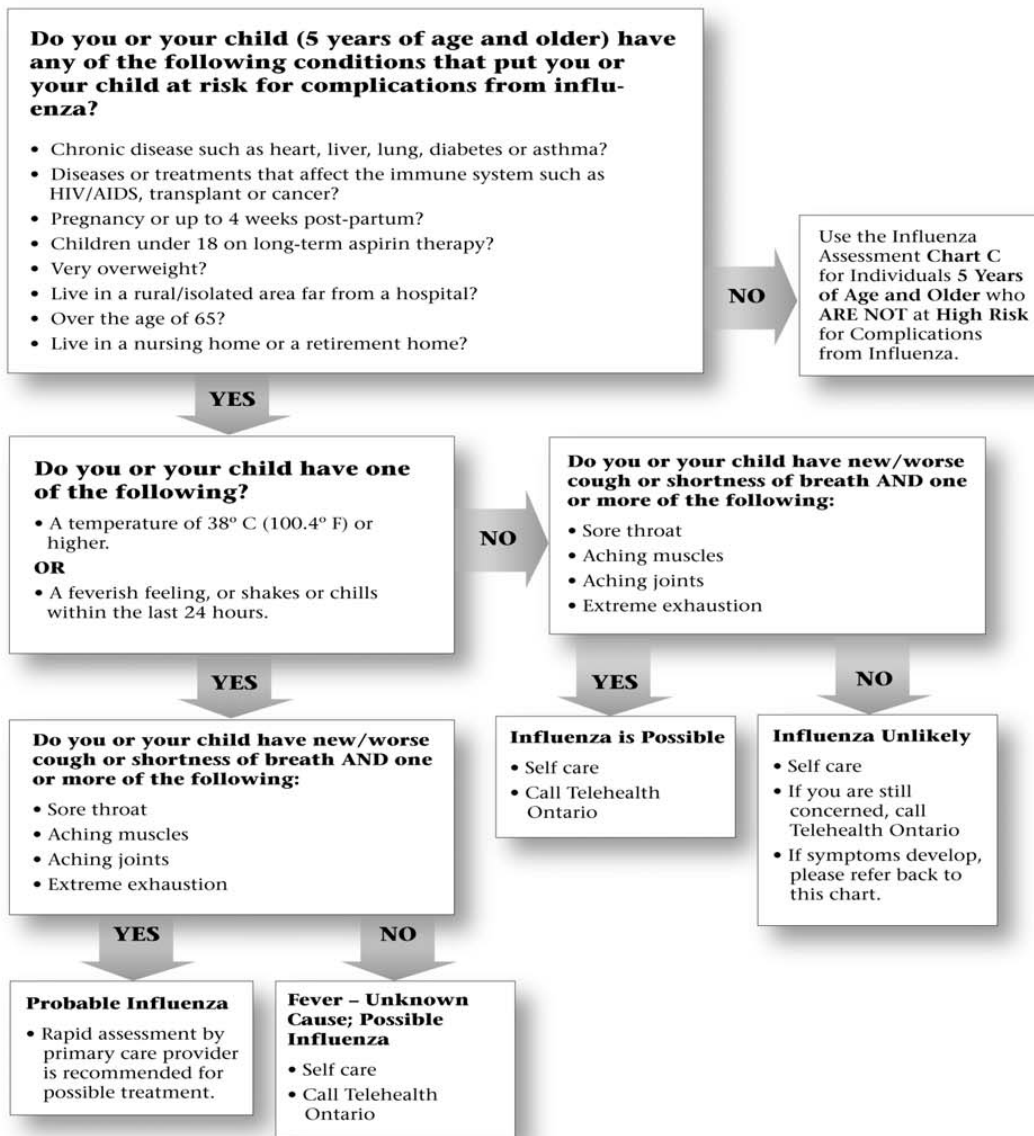 Do you or your child (5 years of age and older) have
any of the following conditions that put you or
your child at risk for complications from influ-
enza?
• Chronic disease such as heart, liver, lung, diabetes or asthma?
• Diseases or treatments that affect the immune system such as
HIV/AIDS, transplant or cancer?
• Pregnancy or up to 4 weeks post-partum?
• Children under 18 on long-term aspirin therapy?
• Very overweight?
• Live in a rural/isolated area far from a hospital?
• Over the age of 65?
• Live in a nursing home or a retirement home?
NO
Use the Influenza
Assessment Chart C
for Individuals 5 Years
of Age and Older who
ARE NOT at High Risk
for Complications
from Influenza.
YES
Do you or your child have one
of the following?
• A temperature of 38º C (100.4º F) or
higher.
OR
• A feverish feeling, or shakes or chills
within the last 24 hours.
NO
Do you or your child have new/worse
cough or shortness of breath AND one
or more of the following:
• Sore throat
• Aching muscles
• Aching joints
• Extreme exhaustion
YES
Influenza is Possible
• Self care
• Call Telehealth
Ontario
NO
Influenza Unlikely
• Self care
• If you are still
concerned, call
Telehealth Ontario
• If symptoms develop,
please refer back to
this chart.
YES
Do you or your child have new/worse
cough or shortness of breath AND one
or more of the following:
• Sore throat
• Aching muscles
• Aching joints
• Extreme exhaustion
YES
Probable Influenza
• Rapid assessment by
primary care provider
is recommended for
possible treatment.
NO
Fever – Unknown
Cause; Possible
Influenza
• Self care
• Call Telehealth
Ontario